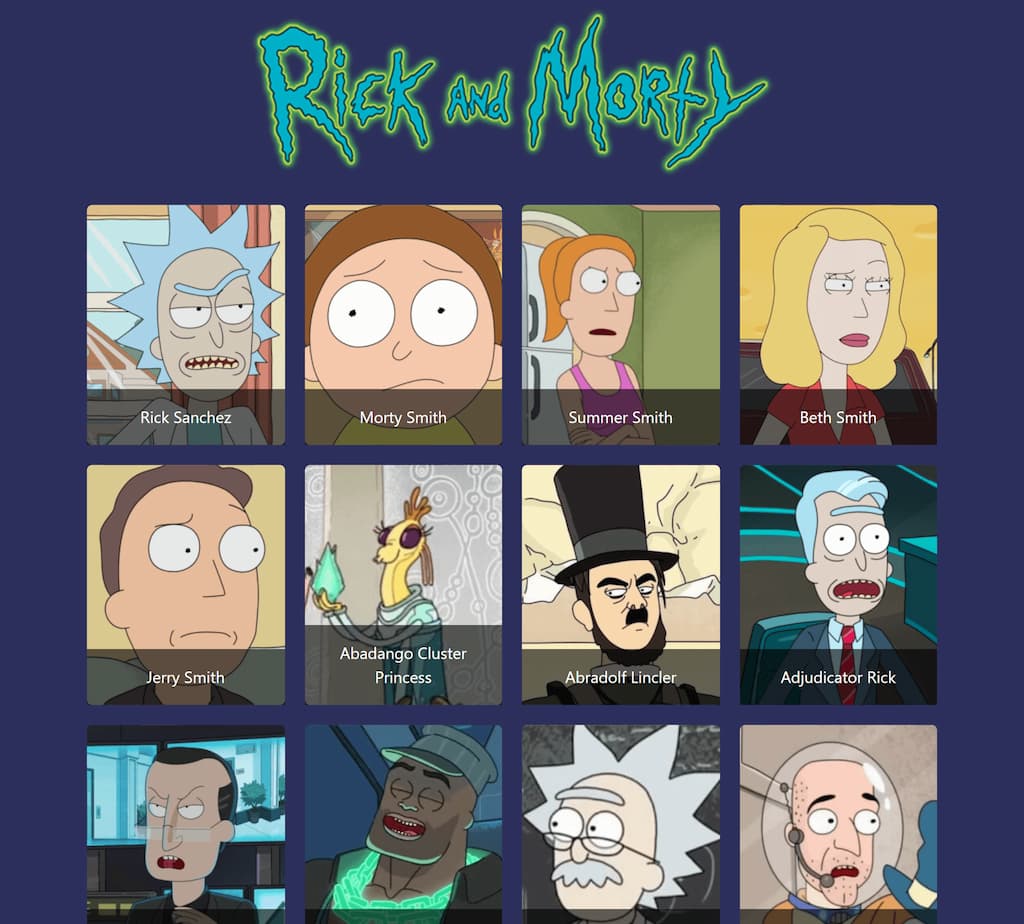 Rick and Morty
Rick Sanchez
Morty Smith
Summer Smith
Beth Smith
Jerry Smith
Abadango Cluster
Princess
Abradolf Lincler
Adjudicator Rick